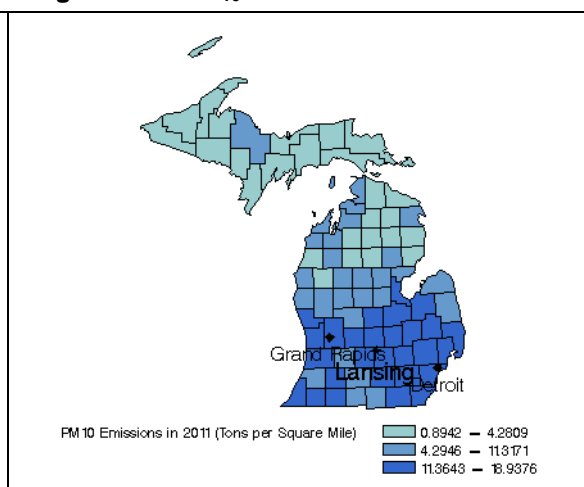 Grand Rapids
Lansing
Detroit
PM10 Emissions in 2011 (Tons per Square Mile)
0.8942 – 4.2809
4.2946 – 11.3171
11.3643 – 18.9376